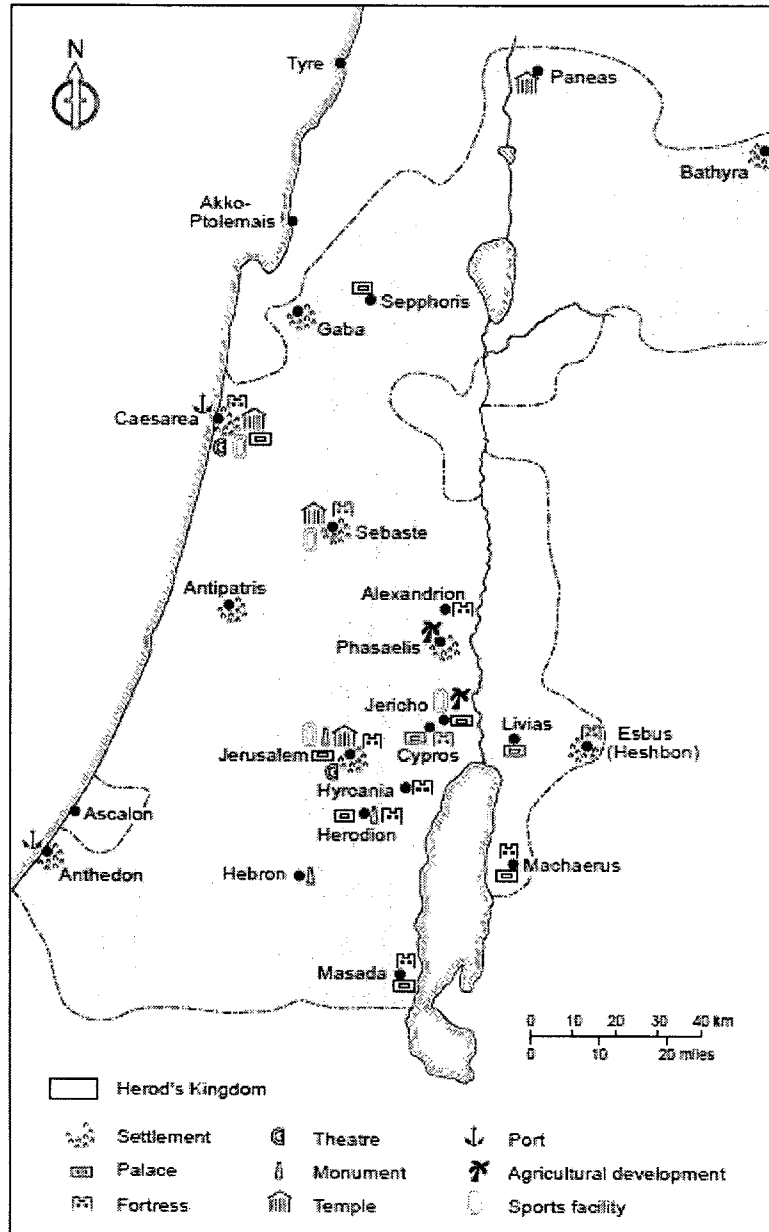 N
Tyre
Paneas
Bathyra
Akko-
Ptolemais
Sepphoris
Gaba
Caesarea
Sebaste
Antipatris
Alexandrion
Phasaelis
Jericho
Livias
Esbus
(Heshbon)
Jerusalem
Cypros
Hyrcania
Ascalon
Herodion
Anthedon
Hebron
Machaerus
Masada
0 10 20 30 40 km
0 10 20 miles
Herod's Kingdom
Settlement
Theatre
Port
Palace
Monument
Agricultural development
Fortress
Temple
Sports facility